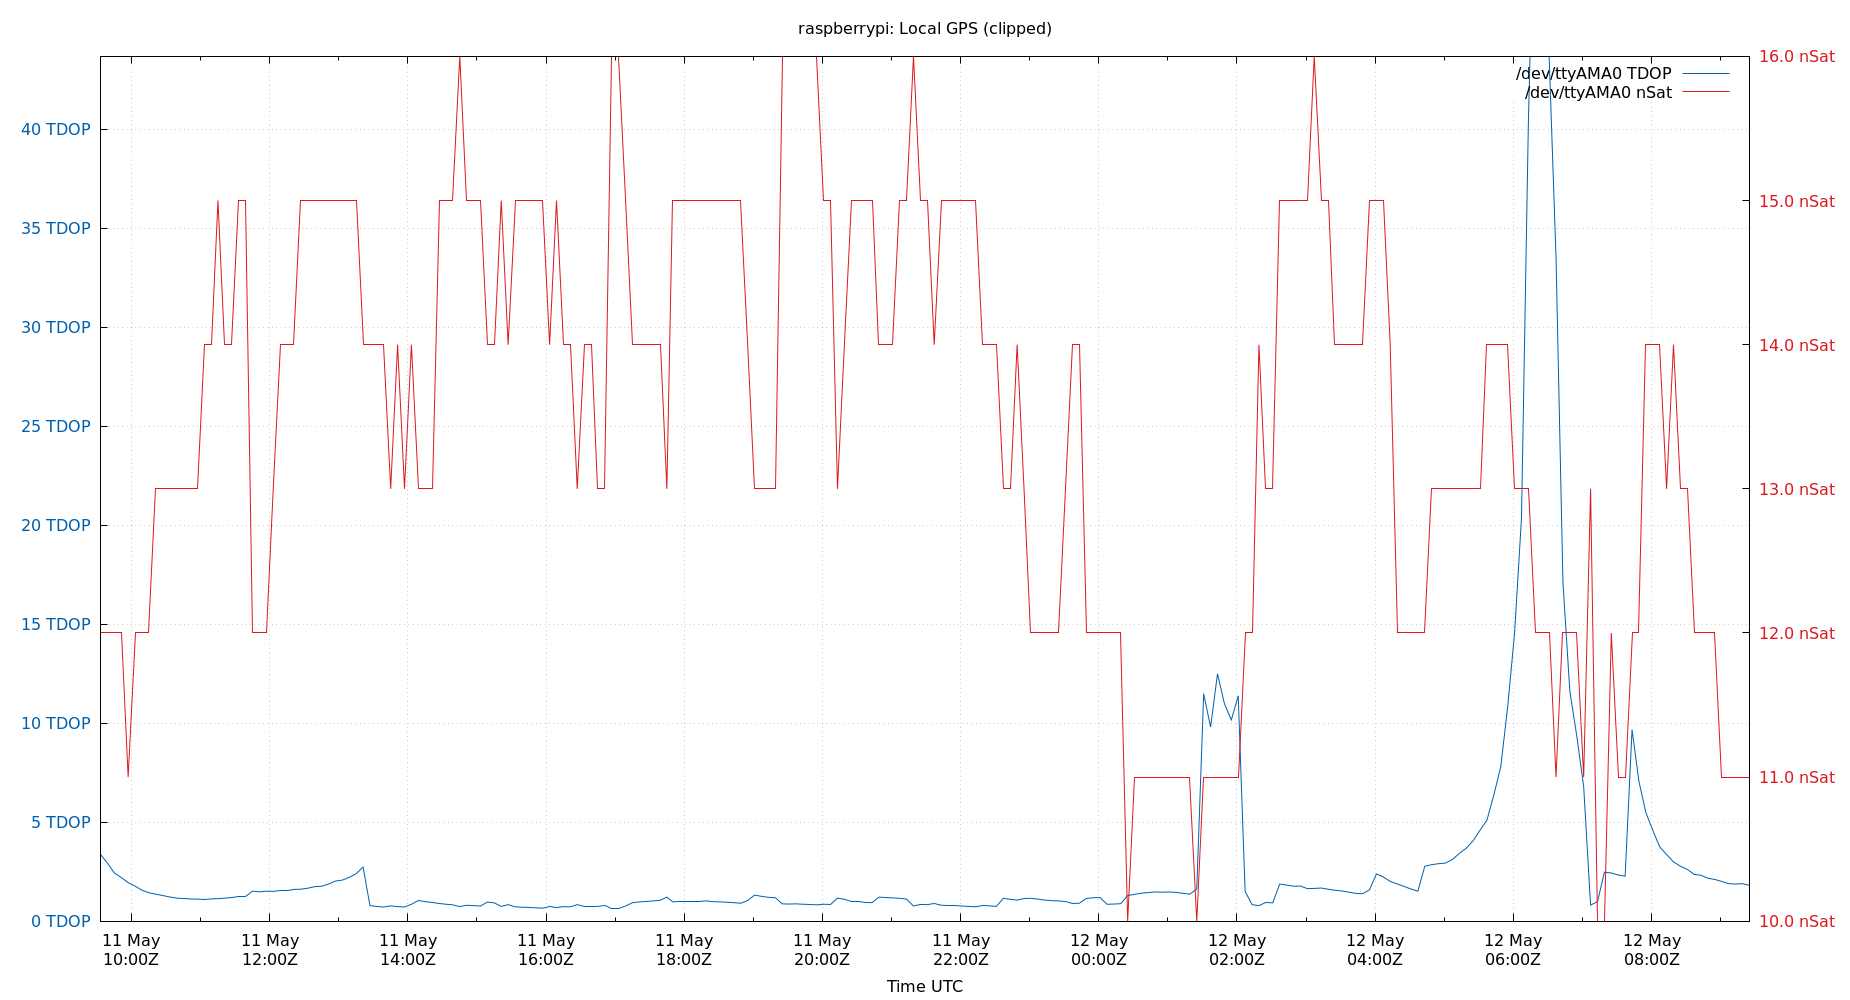 raspberrypi: Local GPS (clipped)
16.0 nSat
/dev/ttyAMA0 TDOP
/dev/ttyAMA0 nSat
40 TDOP
15.0 nSat
35 TDOP
30 TDOP
14.0 nSat
25 TDOP
13.0 nSat
20 TDOP
15 TDOP
12.0 nSat
10 TDOP
11.0 nSat
5 TDOP
0 TDOP
10.0 nSat
11 May 11 May 11 May 11 May 11 May 11 May 11 May 12 May 12 May 12 May 12 May 12 May
10:00Z 12:00Z 14:00Z 16:00Z 18:00Z 20:00Z 22:00Z 00:00Z 02:00Z 04:00Z 06:00Z 08:00Z
Time UTC